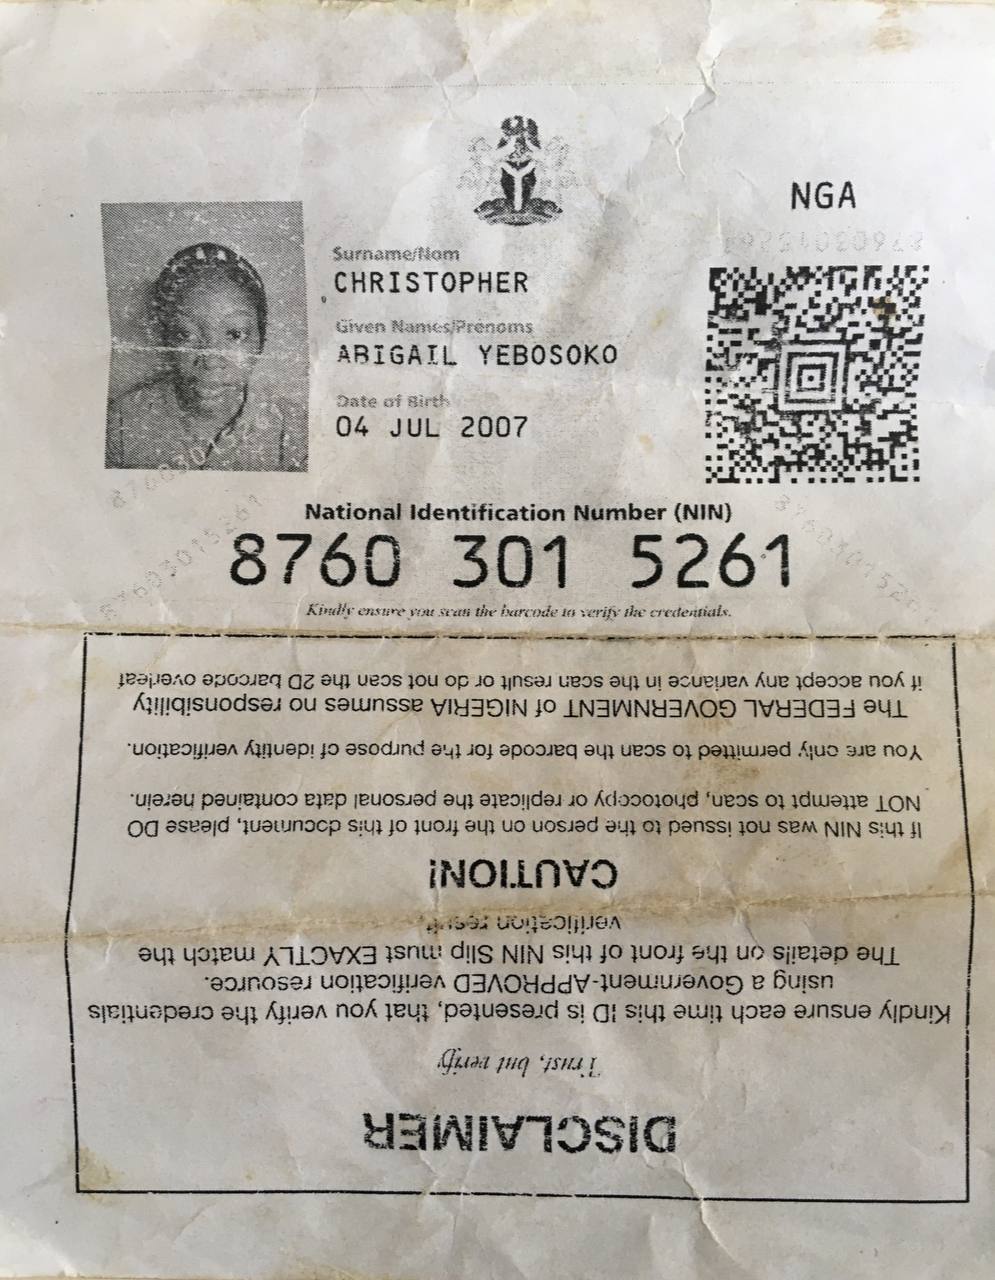 NGA
Surname/Nom
CHRISTOPHER
Given Names/Prenoms
ABIGAIL YEBOSOKO
Date of Birth
04 JUL 2007
National Identification Number (NIN)
8760 301 5261
Kindly ensure you scan the barcode to verify the credentials.
DISCLAIMER
Trust, but verify
Kindly ensure each time this ID is presented, that you verify the credentials
using a Government-APPROVED verification resource.
The details on the front of this NIN Slip must EXACTLY match the
verification result.
CAUTION!
If this NIN was not issued to the person on the front of this document, please DO
NOT attempt to scan, photocopy or replicate the personal data contained herein.
You are only permitted to scan the barcode for the purpose of identity verification.
The FEDERAL GOVERNMENT of NIGERIA assumes no responsibility
if you accept any variance in the scan result or do not scan the 2D barcode overleaf